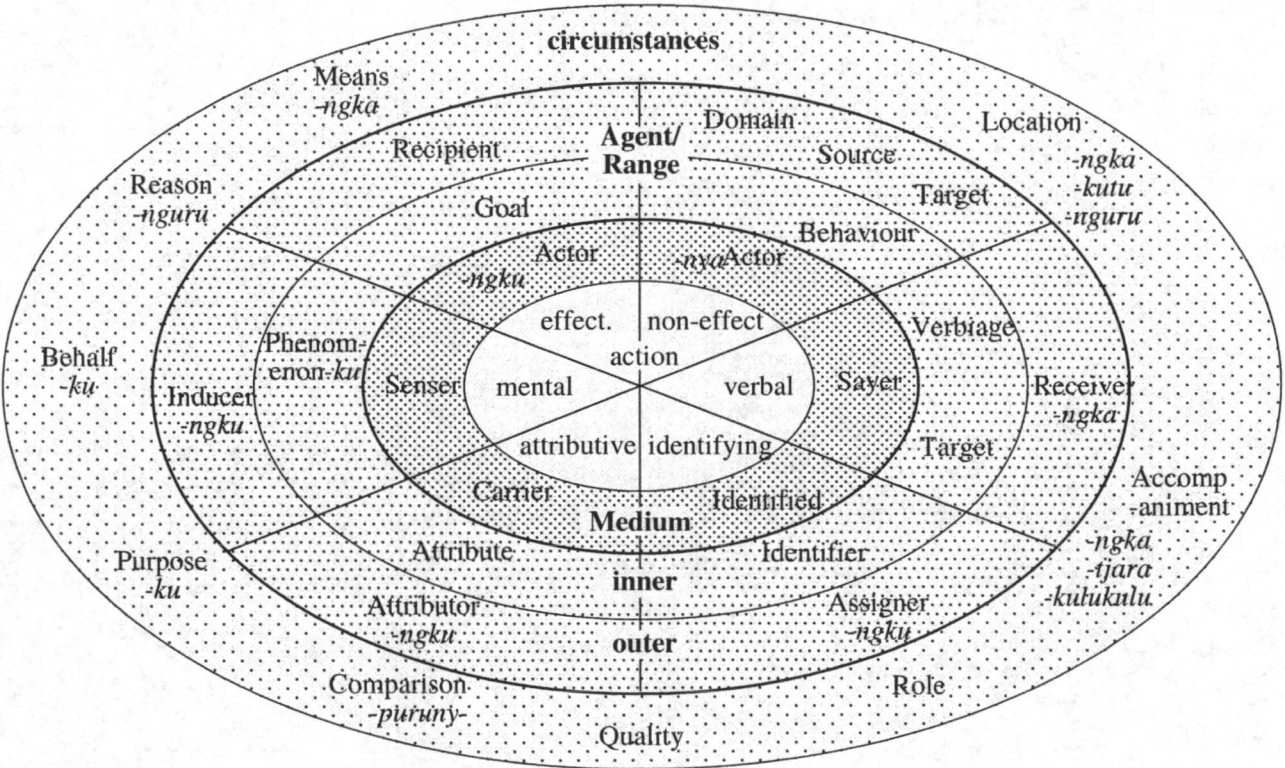 circumstances
Means
-ngka
Domain
Location
Agent/
Range
Recipient
Source
-ngka
-kutu
-nguru
Reason
-nguru
Goal
Target
Behaviour
Actor
-ngku
-nyaActor
effect.
non-effect
action
Verbiage
Phenom-
enon-ku
Behalf
-ku
Senser
mental
verbal
Sayer
Receiver
-ngka
Inducer
-ngku
attributive
identifying
Target
Carrier
Identified
Medium
Accomp
-animent
-ngka
-tjara
-kulukulu
Attribute
Identifier
inner
Purpose
-ku
Attributor
-ngku
Assigner
-ngku
outer
Comparison
-puruny-
Role
Quality